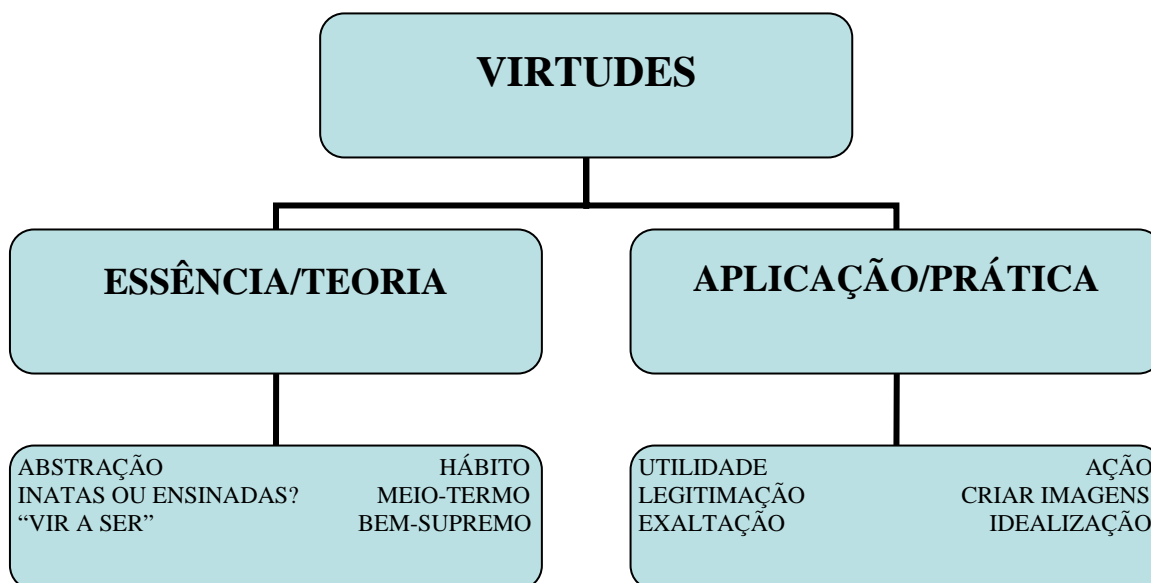 VIRTUDES
ESSÊNCIA/TEORIA
APLICAÇÃO/PRÁTICA
ABSTRAÇÃO HÁBITO
INATAS OU ENSINADAS? MEIO-TERMO
“VIR A SER” BEM-SUPREMO
UTILIDADE AÇÃO
LEGITIMAÇÃO CRIAR IMAGENS
EXALTAÇÃO IDEALIZAÇÃO